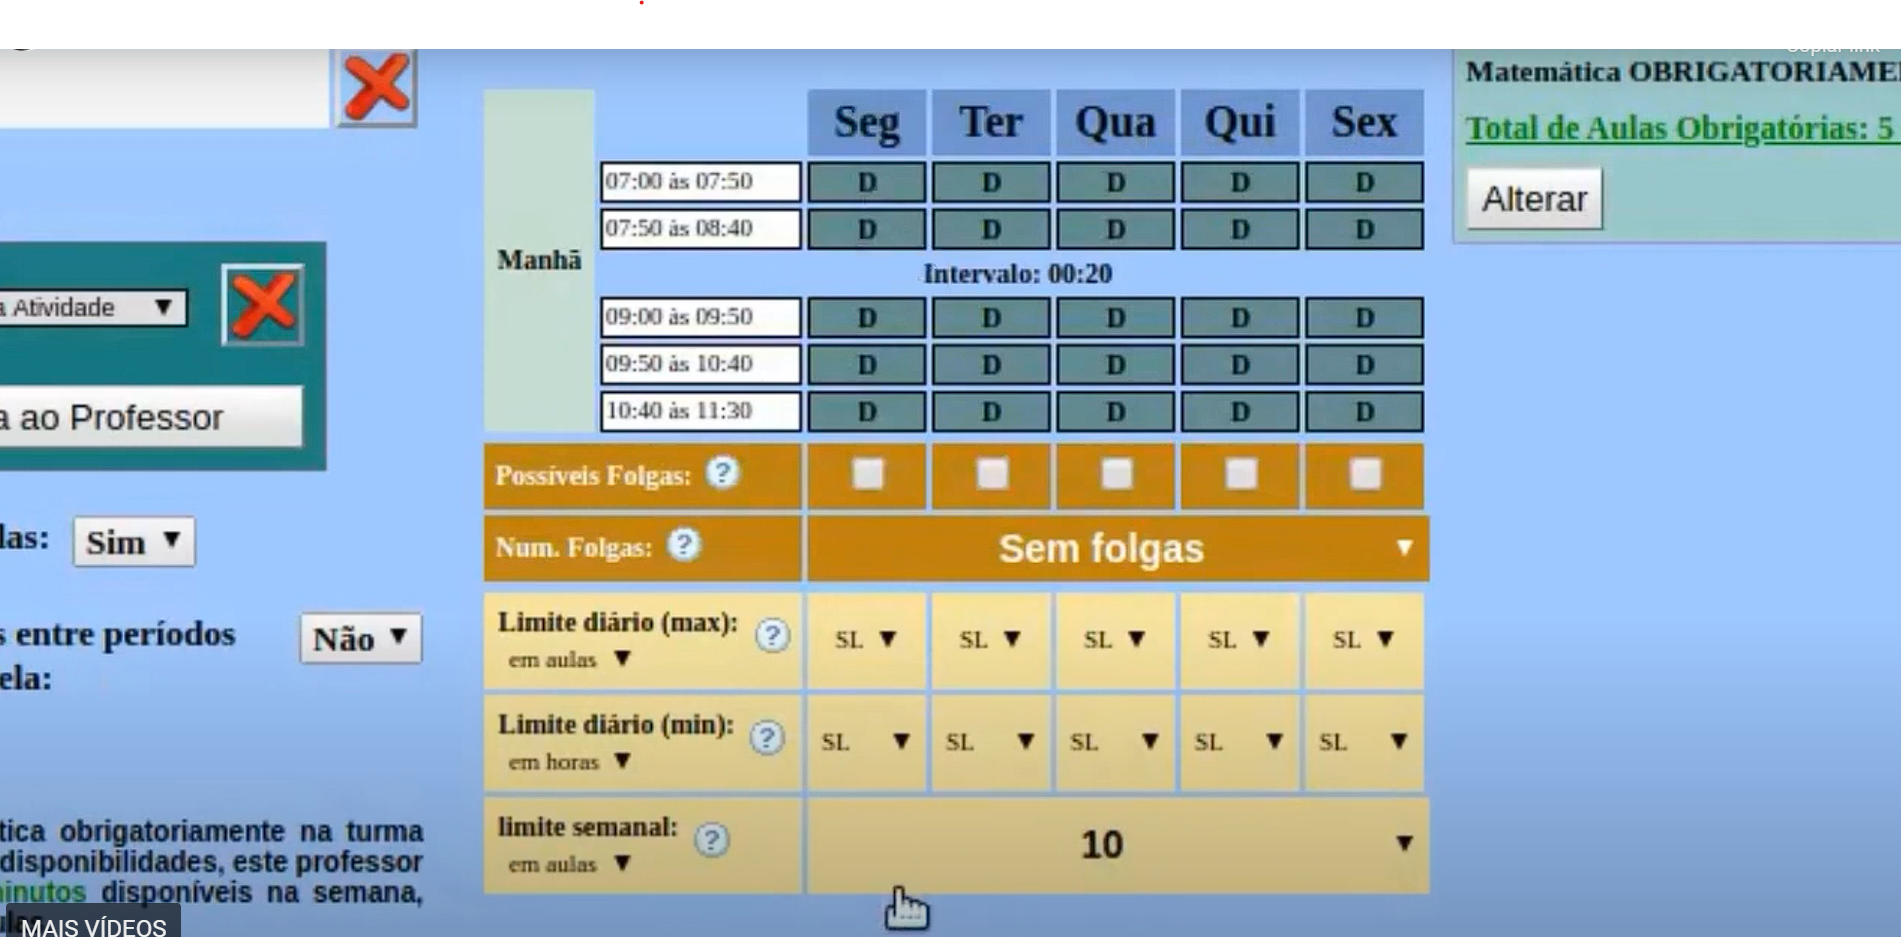 Copiar link
Matemática OBRIGATORIAME
Total de Aulas Obrigatórias: 5
Alterar
Seg Ter Qua Qui Sex
Manhã
07:00 às 07:50 D D D D D
07:50 às 08:40 D D D D D
Intervalo: 00:20
09:00 às 09:50 D D D D D
09:50 às 10:40 D D D D D
10:40 às 11:30 D D D D D
Possíveis Folgas: ?
Num. Folgas: ? Sem folgas
Limite diário (max): ?
em aulas
SL SL SL SL SL
Limite diário (min): ?
em horas
SL SL SL SL SL
limite semanal: ?
em aulas
10
a Atividade
a ao Professor
las: Sim
s entre períodos
ela:
Não
tica obrigatoriamente na turma
disponibilidades, este professor
inutos disponíveis na semana,
MAIS VÍDEOS